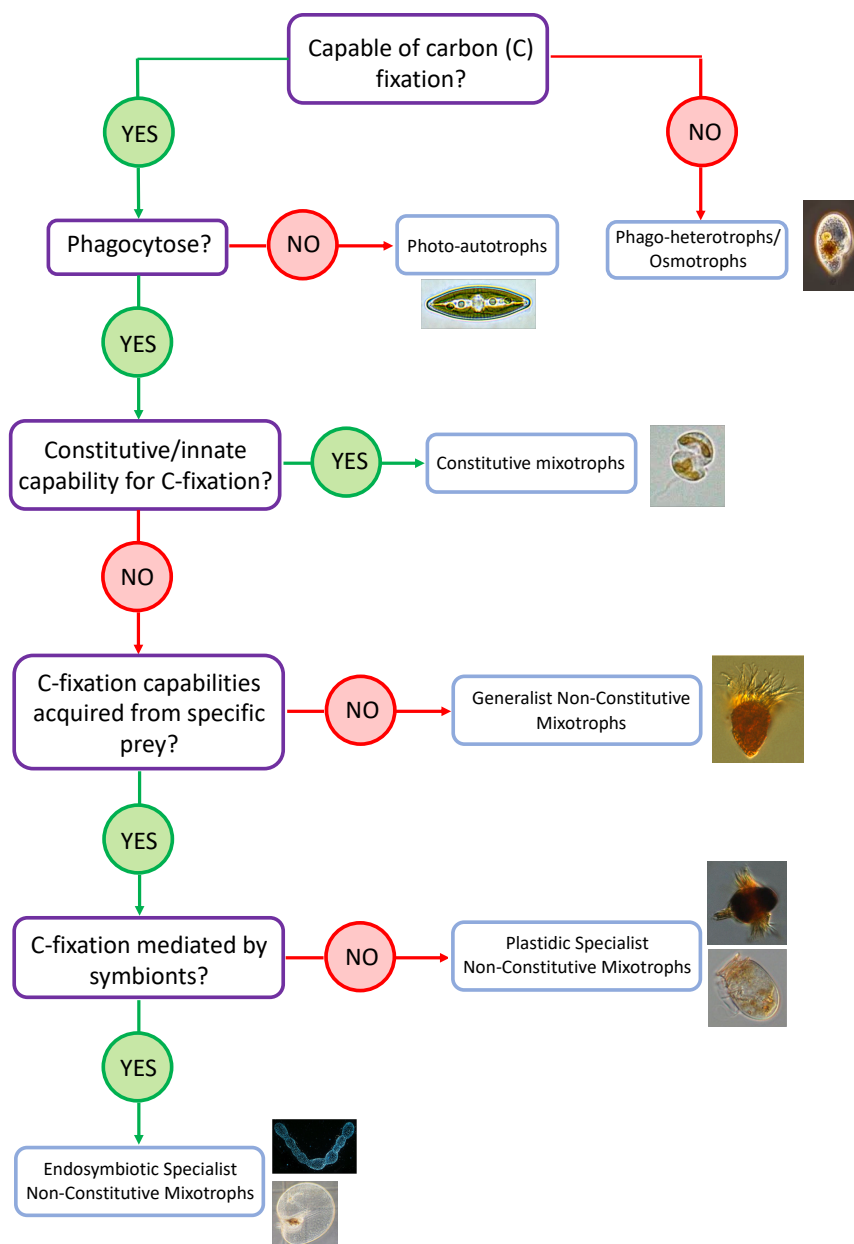 Capable of carbon (C)
fixation?
YES
NO
Phagocytose?
NO
Photo-autotrophs
Phago-heterotrophs/
Osmotrophs
YES
Constitutive/innate
capability for C-fixation?
YES
Constitutive mixotrophs
NO
C-fixation capabilities
acquired from specific
prey?
NO
Generalist Non-Constitutive
Mixotrophs
YES
C-fixation mediated by
symbionts?
NO
Plastidic Specialist
Non-Constitutive Mixotrophs
YES
Endosymbiotic Specialist
Non-Constitutive Mixotrophs